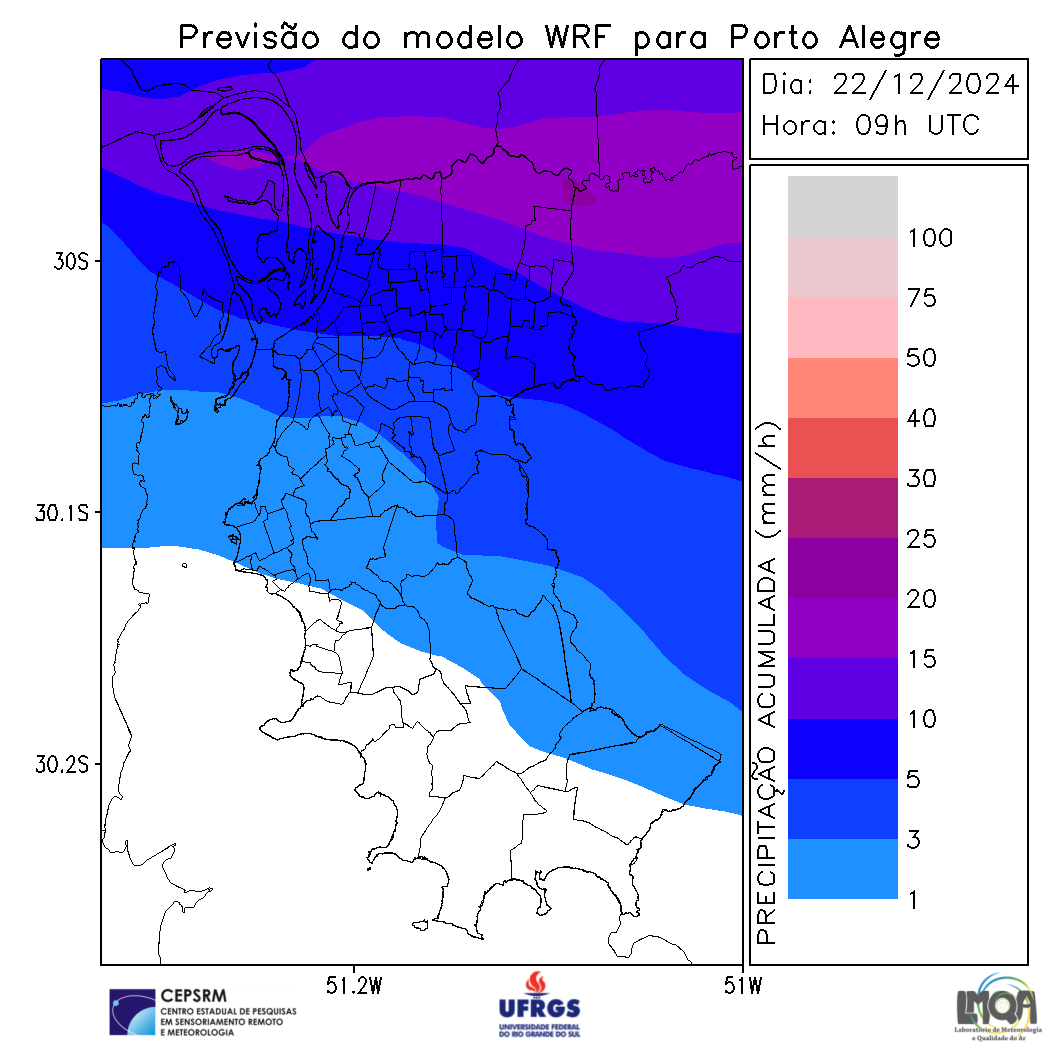 Previsão do modelo WRF para Porto Alegre
Dia: 22/12/2024
Hora: 09h UTC
30S
30.1S
30.2S
51.2W
51W
PRECIPITAÇÃO ACUMULADA (mm/h)
100
75
50
40
30
25
20
15
10
5
3
1
CEPSRM
CENTRO ESTADUAL DE PESQUISAS
EM SENSORIAMENTO REMOTO
E METEOROLOGIA
UFRGS
UNIVERSIDADE FEDERAL
DO RIO GRANDE DO SUL
LMQA
Laboratório de Meteorologia
e Qualidade do Ar